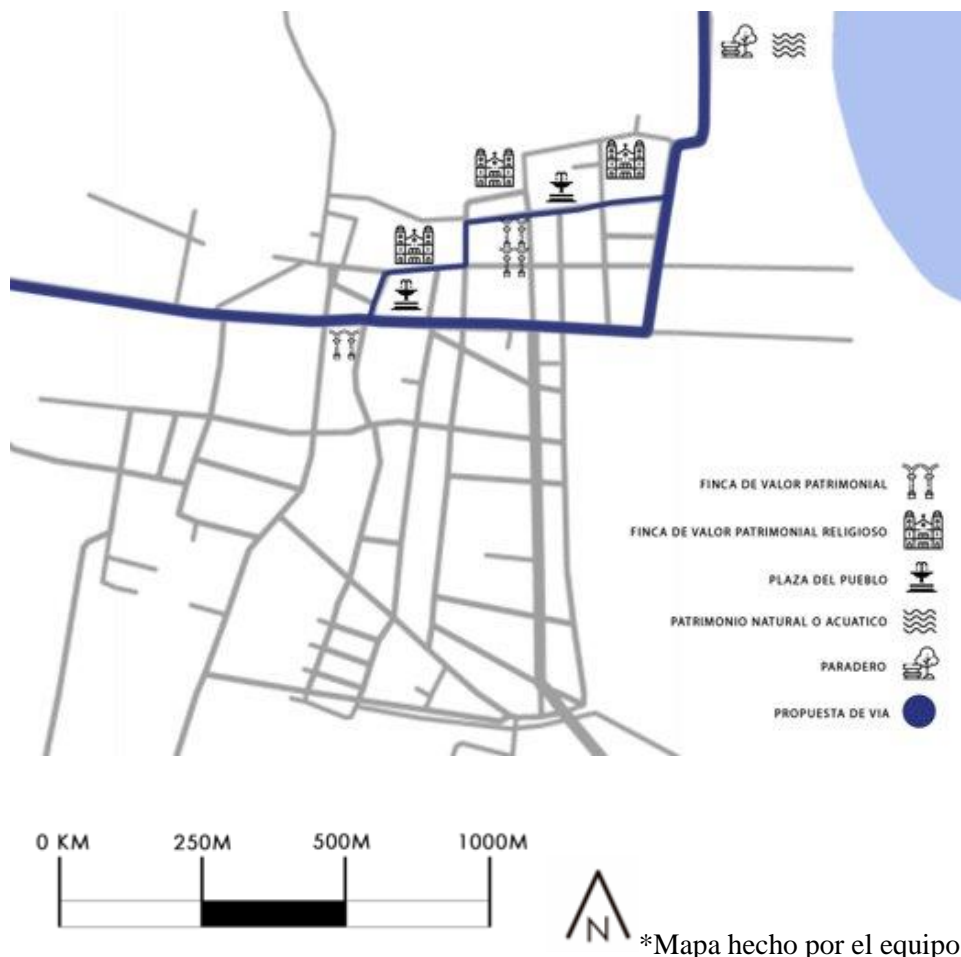 FINCA DE VALOR PATRIMONIAL
FINCA DE VALOR PATRIMONIAL RELIGIOSO
PLAZA DEL PUEBLO
PATRIMONIO NATURAL O ACUATICO
PARADERO
PROPUESTA DE VIA
0 KM 250M 500M 1000M
N
*Mapa hecho por el equipo